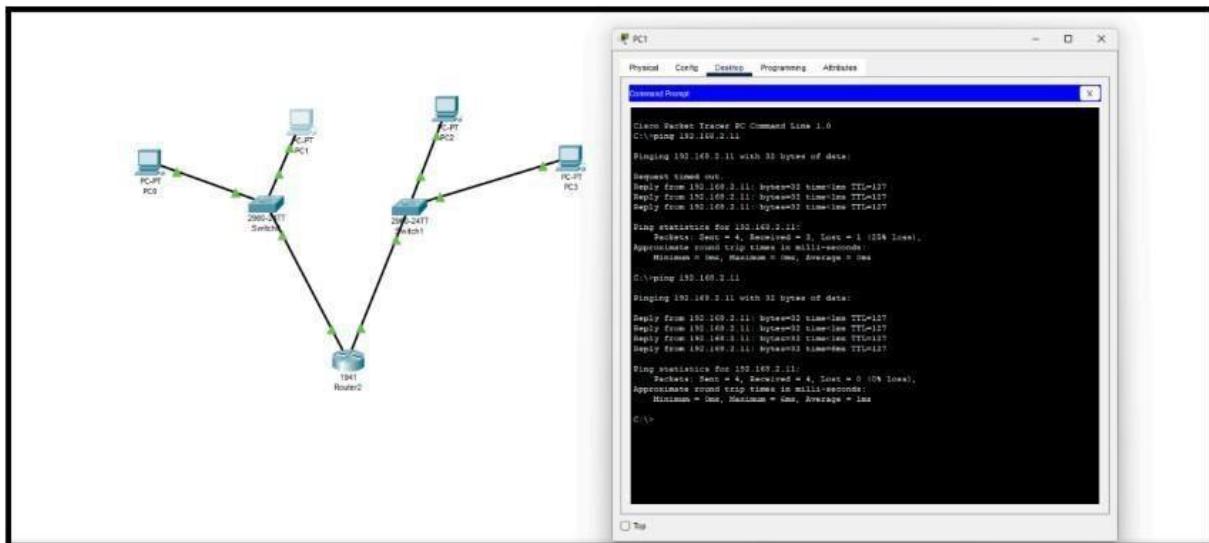 PC-PT
PC0
PC-PT
PC1
PC-PT
PC2
PC-PT
PC3
2960-24TT
2960-24TT
Switch1
1941
Router2
PC1
Physical Config Desktop Programming Attributes
Command Prompt
X
Cisco Packet Tracer PC Command Line 1.0
C:\>ping 192.168.2.11
Pinging 192.168.2.11 with 32 bytes of data:
Request timed out.
Reply from 192.168.2.11: bytes=32 time<1ms TTL=127
Reply from 192.168.2.11: bytes=32 time<1ms TTL=127
Reply from 192.168.2.11: bytes=32 time<1ms TTL=127
Ping statistics for 192.168.2.11:
Packets: Sent = 4, Received = 3, Lost = 1 (25% loss),
Approximate round trip times in milli-seconds:
Minimum = 0ms, Maximum = 0ms, Average = 0ms
C:\>ping 192.168.2.11
Pinging 192.168.2.11 with 32 bytes of data:
Reply from 192.168.2.11: bytes=32 time<1ms TTL=127
Reply from 192.168.2.11: bytes=32 time<1ms TTL=127
Reply from 192.168.2.11: bytes=32 time<1ms TTL=127
Reply from 192.168.2.11: bytes=32 time=6ms TTL=127
Ping statistics for 192.168.2.11:
Packets: Sent = 4, Received = 4, Lost = 0 (0% loss),
Approximate round trip times in milli-seconds:
Minimum = 0ms, Maximum = 6ms, Average = 1ms
C:\>
Top